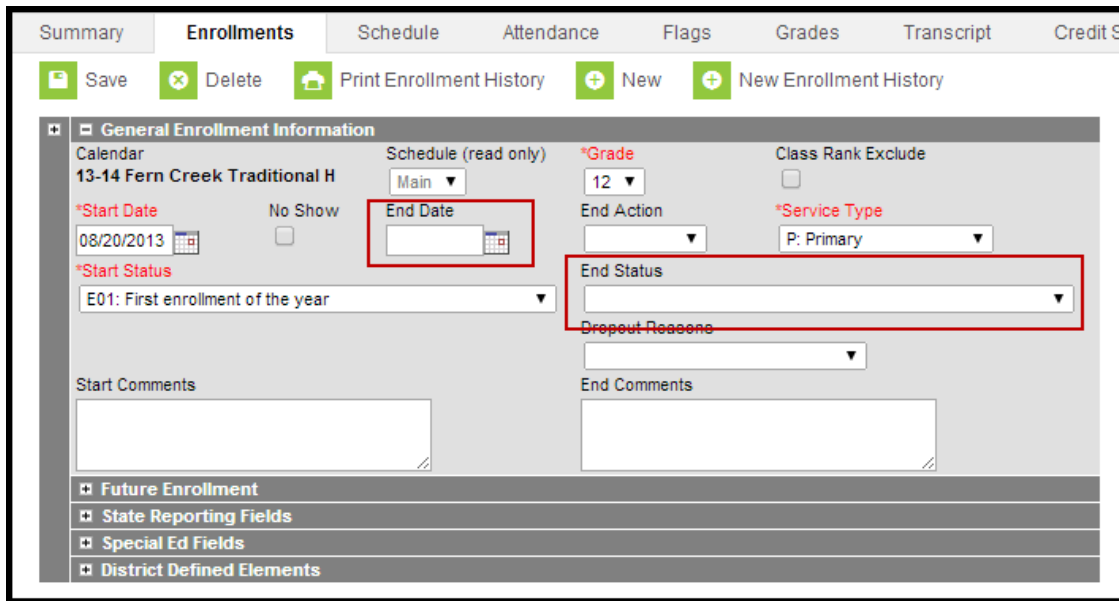 Summary Enrollments Schedule Attendance Flags Grades Transcript Credit S
Save Delete Print Enrollment History New New Enrollment History
General Enrollment Information
Calendar Schedule (read only) *Grade Class Rank Exclude
13-14 Fern Creek Traditional H Main 12
*Start Date No Show End Date End Action *Service Type
08/20/2013 P: Primary
*Start Status End Status
E01: First enrollment of the year
Dropout Reasons
Start Comments End Comments
Future Enrollment
State Reporting Fields
Special Ed Fields
District Defined Elements